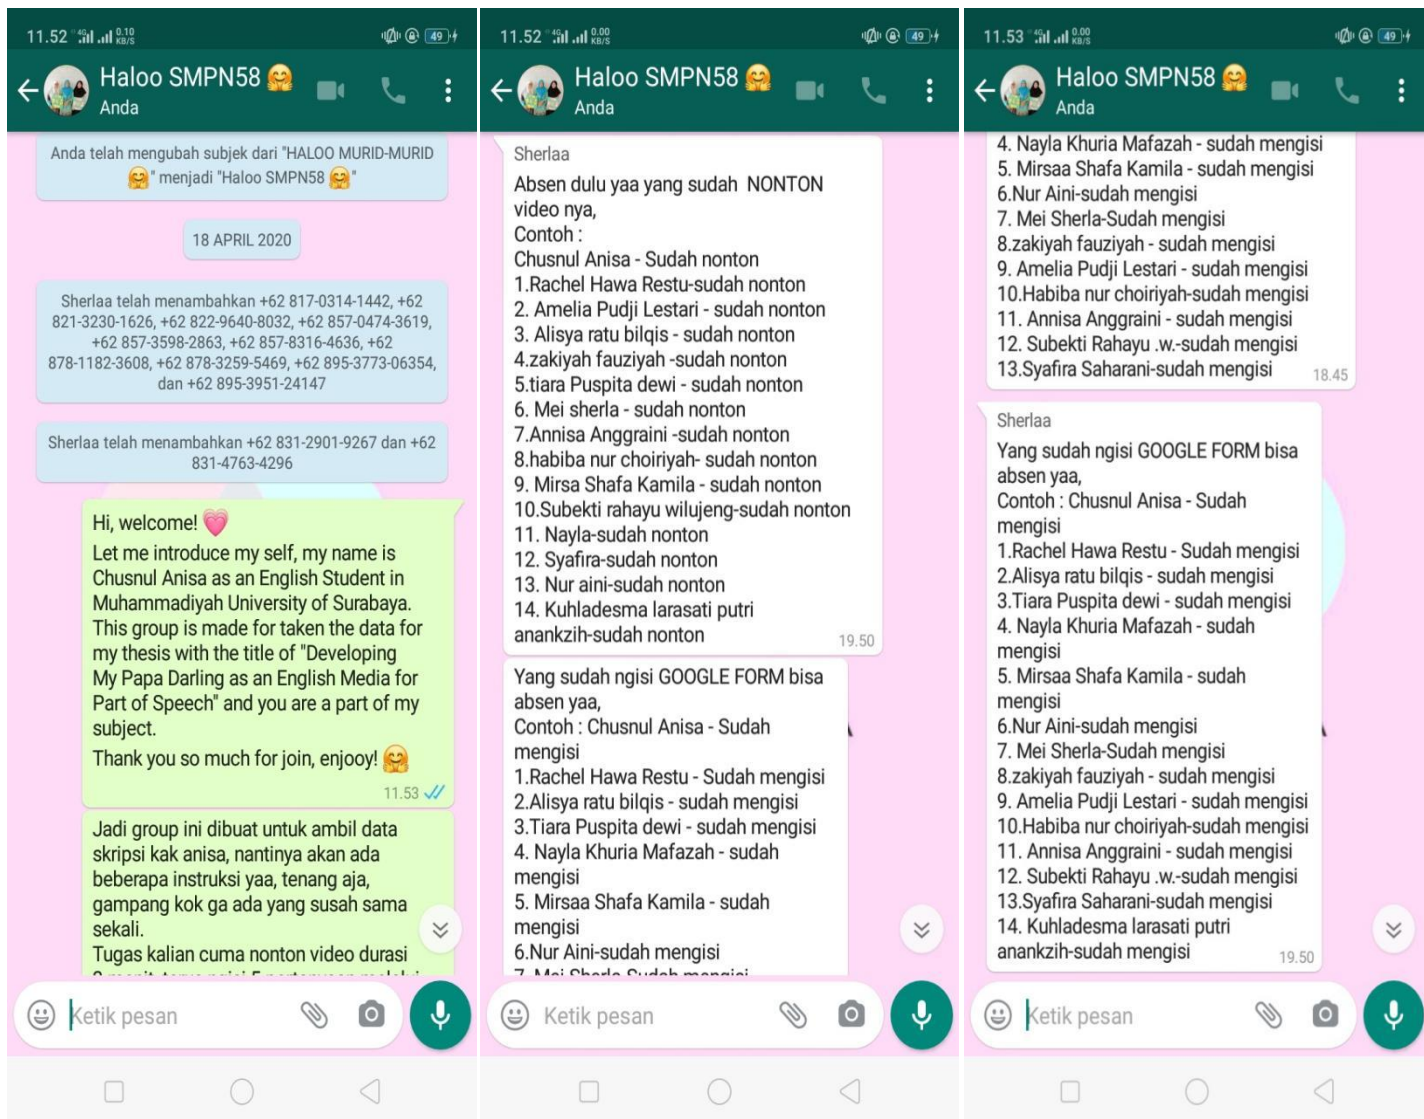 11.52 4G 0.10 KB/S 49
Haloo SMPN58 🤗
Anda
Anda telah mengubah subjek dari "HALOO MURID-MURID
🤗" menjadi "Haloo SMPN58 🤗"
18 APRIL 2020
Sherlaa telah menambahkan +62 817-0314-1442, +62
821-3230-1626, +62 822-9640-8032, +62 857-0474-3619,
+62 857-3598-2863, +62 857-8316-4636, +62
878-1182-3608, +62 878-3259-5469, +62 895-3773-06354,
dan +62 895-3951-24147
Sherlaa telah menambahkan +62 831-2901-9267 dan +62
831-4763-4296
Hi, welcome! 💗
Let me introduce my self, my name is
Chusnul Anisa as an English Student in
Muhammadiyah University of Surabaya.
This group is made for taken the data for
my thesis with the title of "Developing
My Papa Darling as an English Media for
Part of Speech" and you are a part of my
subject.
Thank you so much for join, enjooy! 🤗
11.53
Jadi group ini dibuat untuk ambil data
skripsi kak anisa, nantinya akan ada
beberapa instruksi yaa, tenang aja,
gampang kok ga ada yang susah sama
sekali.
Tugas kalian cuma nonton video durasi
Ketik pesan
11.52 4G 0.00 KB/S 49
Haloo SMPN58 🤗
Anda
Sherlaa
Absen dulu yaa yang sudah NONTON
video nya,
Contoh :
Chusnul Anisa - Sudah nonton
1.Rachel Hawa Restu-sudah nonton
2. Amelia Pudji Lestari - sudah nonton
3. Alisya ratu bilqis - sudah nonton
4.zakiyah fauziyah -sudah nonton
5.tiara Puspita dewi - sudah nonton
6. Mei sherla - sudah nonton
7.Annisa Anggraini -sudah nonton
8.habiba nur choiriyah- sudah nonton
9. Mirsa Shafa Kamila - sudah nonton
10.Subekti rahayu wilujeng-sudah nonton
11. Nayla-sudah nonton
12. Syafira-sudah nonton
13. Nur aini-sudah nonton
14. Kuhladesma larasati putri
anankzih-sudah nonton
19.50
Yang sudah ngisi GOOGLE FORM bisa
absen yaa,
Contoh : Chusnul Anisa - Sudah
mengisi
1.Rachel Hawa Restu - Sudah mengisi
2.Alisya ratu bilqis - sudah mengisi
3.Tiara Puspita dewi - sudah mengisi
4. Nayla Khuria Mafazah - sudah
mengisi
5. Mirsaa Shafa Kamila - sudah
mengisi
6.Nur Aini-sudah mengisi
7. Mei Sherla-Sudah mengisi
Ketik pesan
11.53 4G 0.00 KB/S 49
Haloo SMPN58 🤗
Anda
4. Nayla Khuria Mafazah - sudah mengisi
5. Mirsaa Shafa Kamila - sudah mengisi
6.Nur Aini-sudah mengisi
7. Mei Sherla-Sudah mengisi
8.zakiyah fauziyah - sudah mengisi
9. Amelia Pudji Lestari - sudah mengisi
10.Habiba nur choiriyah-sudah mengisi
11. Annisa Anggraini - sudah mengisi
12. Subekti Rahayu .w.-sudah mengisi
13.Syafira Saharani-sudah mengisi
18.45
Sherlaa
Yang sudah ngisi GOOGLE FORM bisa
absen yaa,
Contoh : Chusnul Anisa - Sudah
mengisi
1.Rachel Hawa Restu - Sudah mengisi
2.Alisya ratu bilqis - sudah mengisi
3.Tiara Puspita dewi - sudah mengisi
4. Nayla Khuria Mafazah - sudah
mengisi
5. Mirsaa Shafa Kamila - sudah
mengisi
6.Nur Aini-sudah mengisi
7. Mei Sherla-Sudah mengisi
8.zakiyah fauziyah - sudah mengisi
9. Amelia Pudji Lestari - sudah mengisi
10.Habiba nur choiriyah-sudah mengisi
11. Annisa Anggraini - sudah mengisi
12. Subekti Rahayu .w.-sudah mengisi
13.Syafira Saharani-sudah mengisi
14. Kuhladesma larasati putri
anankzih-sudah mengisi
19.50
Ketik pesan